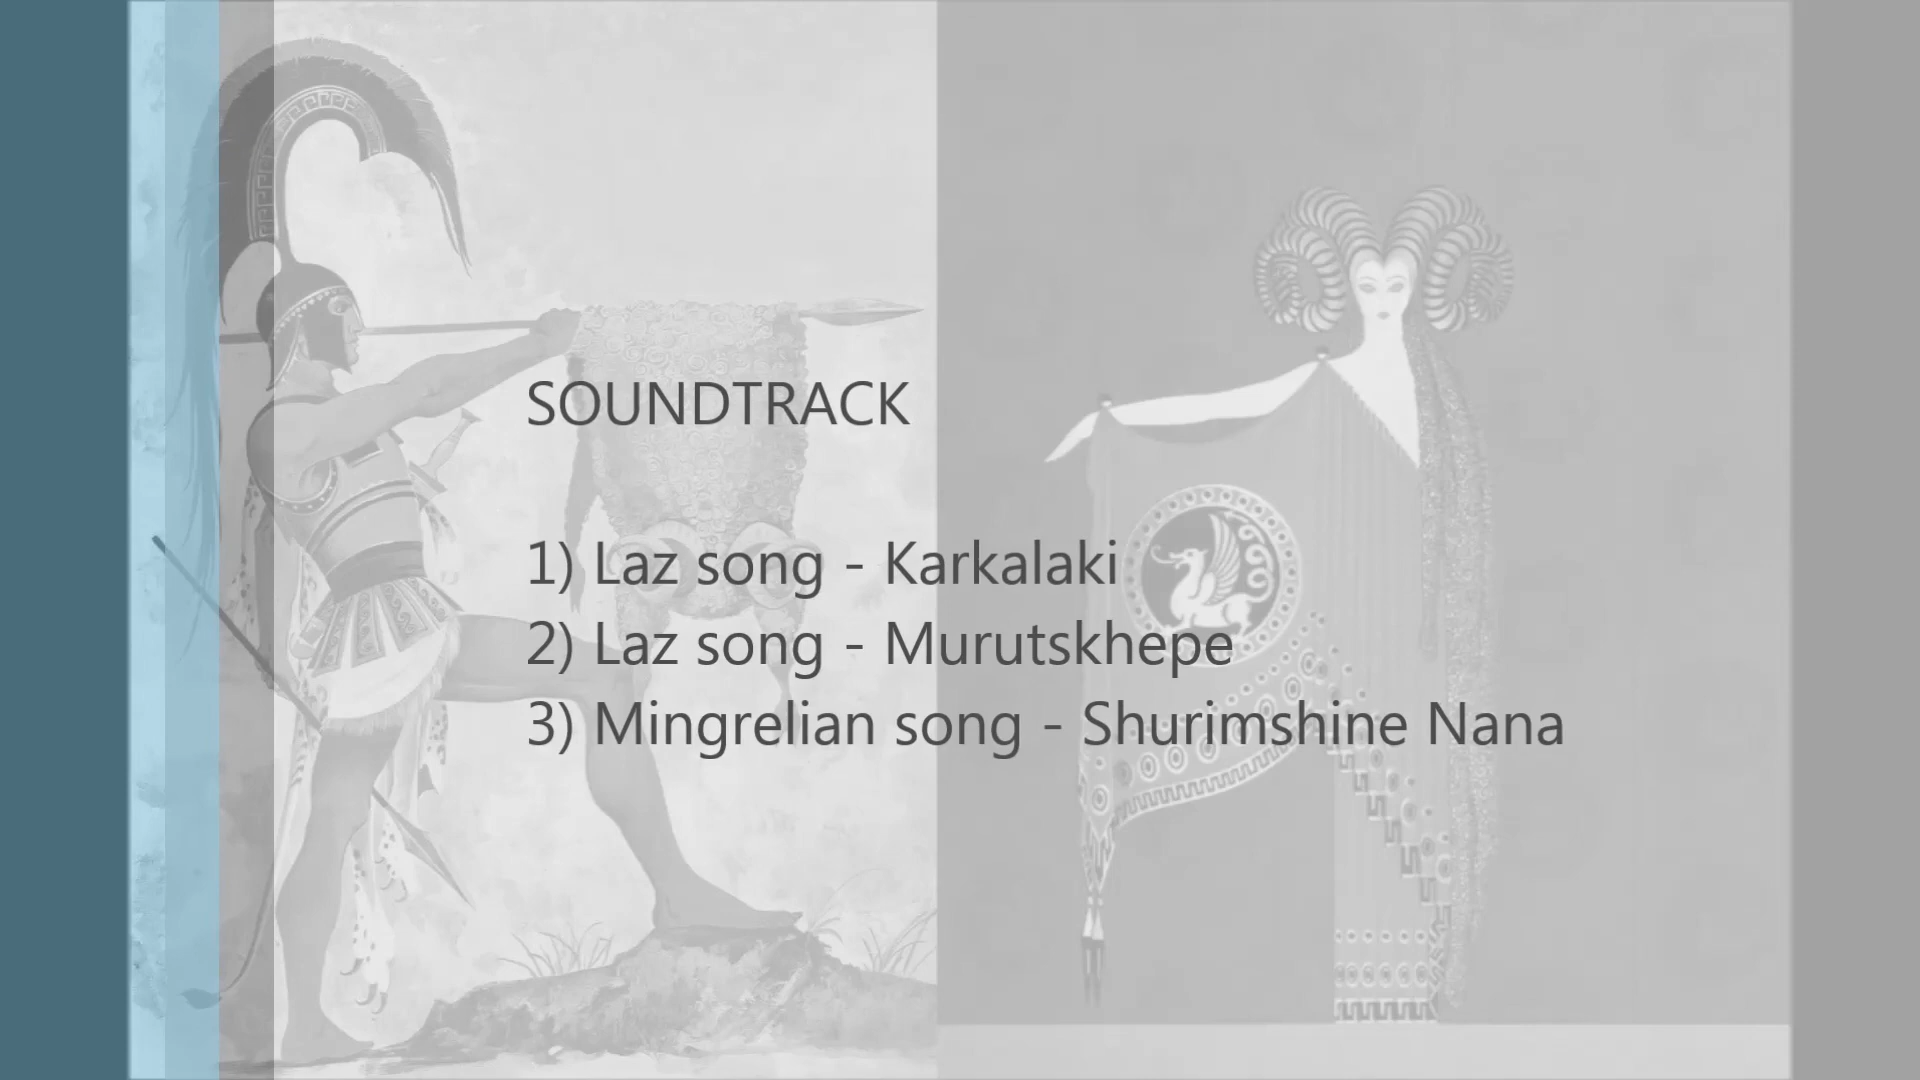 SOUNDTRACK
1) Laz song - Karkalaki
2) Laz song - Murutskhepe
3) Mingrelian song - Shurimshine Nana